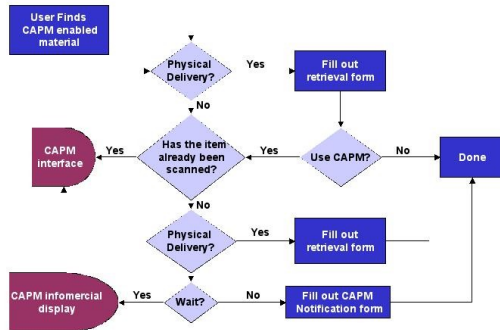 User Finds
CAPM enabled
material
Physical
Delivery?
Yes
Fill out
retrieval form
No
CAPM
interface
Yes
Has the item
already been
scanned?
Yes
Use CAPM?
No
Done
No
Physical
Delivery?
Yes
Fill out
retrieval form
CAPM infomercial
display
Yes
Wait?
No
Fill out CAPM
Notification form